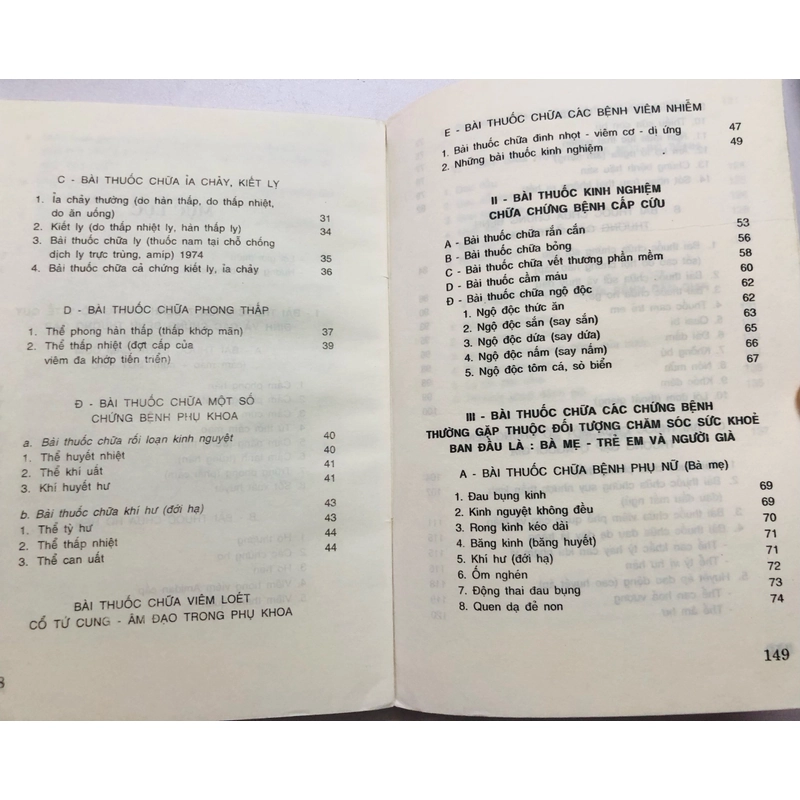 C - BÀI THUỐC CHỮA ỈA CHẢY, KIẾT LỴ
1. Ỉa chảy thường (do hàn thấp, do thấp nhiệt,
do ăn uống) 31
2. Kiết lỵ (do thấp nhiệt lỵ, hàn thấp lỵ) 34
3. Bài thuốc chữa lỵ (thuốc nam tại chỗ chống
dịch lỵ trực trùng, amip) 1974 35
4. Bài thuốc chữa cả chứng kiết lỵ, ỉa chảy 36
D - BÀI THUỐC CHỮA PHONG THẤP
1. Thể phong hàn thấp (thấp khớp mãn) 37
2. Thể thấp nhiệt (đợt cấp của 39
viêm đa khớp tiến triển)
Đ - BÀI THUỐC CHỮA MỘT SỐ
CHỨNG BỆNH PHỤ KHOA
a. Bài thuốc chữa rối loạn kinh nguyệt 40
1. Thể huyết nhiệt 40
2. Thể khí uất 41
3. Khí huyết hư 41
b. Bài thuốc chữa khí hư (đới hạ) 43
1. Thể tỳ hư 43
2. Thể thấp nhiệt 44
3. Thể can uất 44
BÀI THUỐC CHỮA VIÊM LOÉT
CỔ TỬ CUNG - ÂM ĐẠO TRONG PHỤ KHOA
8
E - BÀI THUỐC CHỮA CÁC BỆNH VIÊM NHIỄM
1. Bài thuốc chữa đinh nhọt - viêm cơ - dị ứng 47
2. Những bài thuốc kinh nghiệm 49
II - BÀI THUỐC KINH NGHIỆM
CHỮA CHỨNG BỆNH CẤP CỨU
A - Bài thuốc chữa rắn cắn 53
B - Bài thuốc chữa bỏng 56
C - Bài thuốc chữa vết thương phần mềm 58
D - Bài thuốc cầm máu 60
Đ - Bài thuốc chữa ngộ độc 62
1. Ngộ độc thức ăn 62
2. Ngộ độc sắn (say sắn) 63
3. Ngộ độc dứa (say dứa) 65
4. Ngộ độc nấm (say nấm) 66
5. Ngộ độc tôm cá, sò biển 67
III - BÀI THUỐC CHỮA CÁC CHỨNG BỆNH
THƯỜNG GẶP THUỘC ĐỐI TƯỢNG CHĂM SÓC SỨC KHOẺ
BAN ĐẦU LÀ : BÀ MẸ - TRẺ EM VÀ NGƯỜI GIÀ
A - BÀI THUỐC CHỮA BỆNH PHỤ NỮ (Bà mẹ)
1. Đau bụng kinh 69
2. Kinh nguyệt không đều 69
3. Rong kinh kéo dài 70
4. Băng kinh (băng huyết) 71
5. Khí hư (đới hạ) 71
6. Ốm nghén 72
7. Động thai đau bụng 73
8. Quen dạ đẻ non 74
149